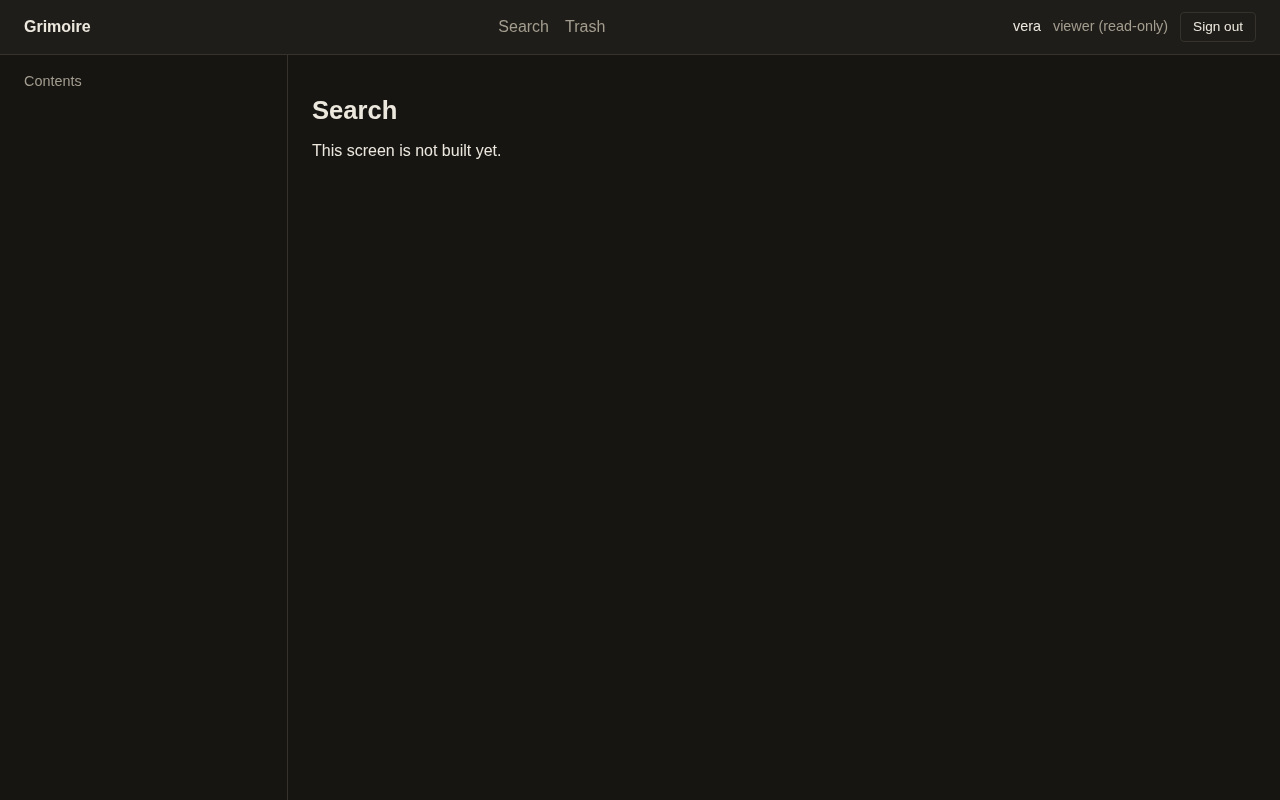 Grimoire
Search Trash
vera viewer (read-only) Sign out
Contents
Search
This screen is not built yet.